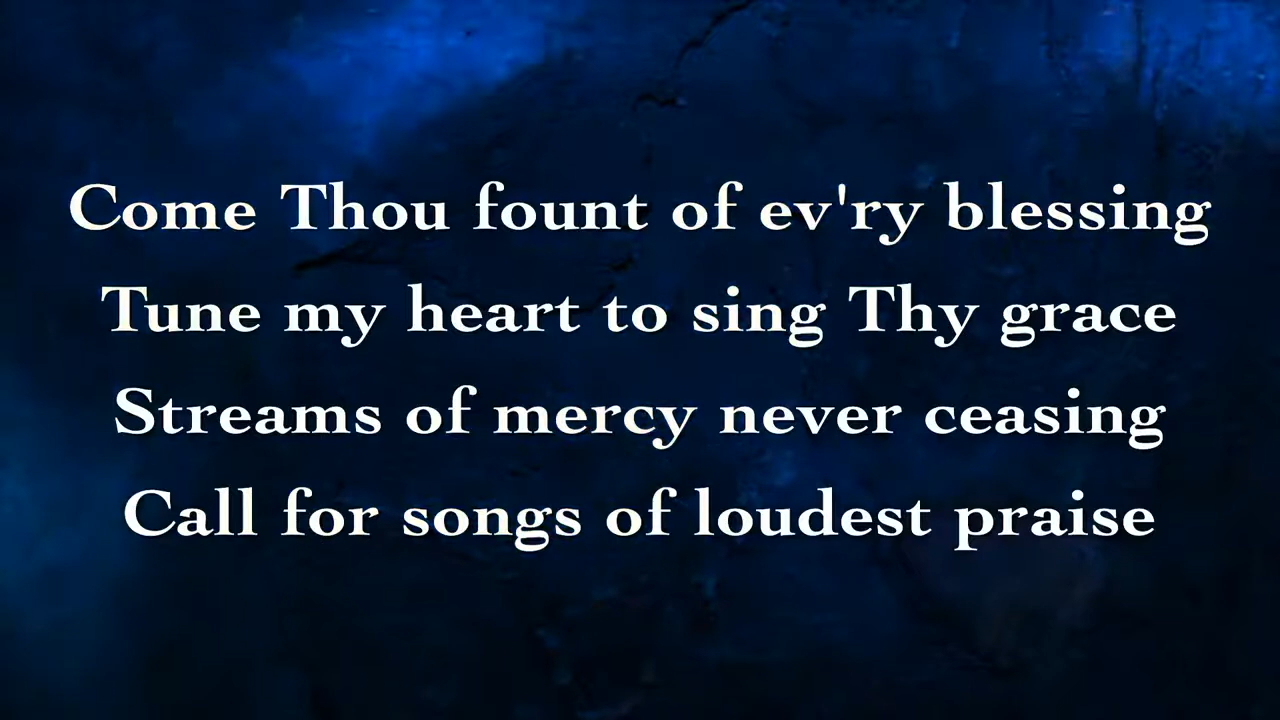 Come Thou fount of ev'ry blessing
Tune my heart to sing Thy grace
Streams of mercy never ceasing
Call for songs of loudest praise